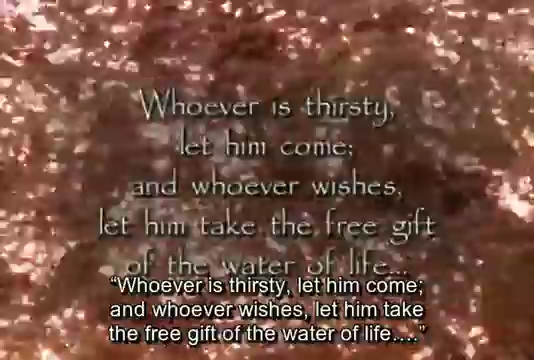 Whoever is thirsty,
let him come;
and whoever wishes,
let him take the free gift
of the water of life...
“Whoever is thirsty, let him come;
and whoever wishes, let him take
the free gift of the water of life....”